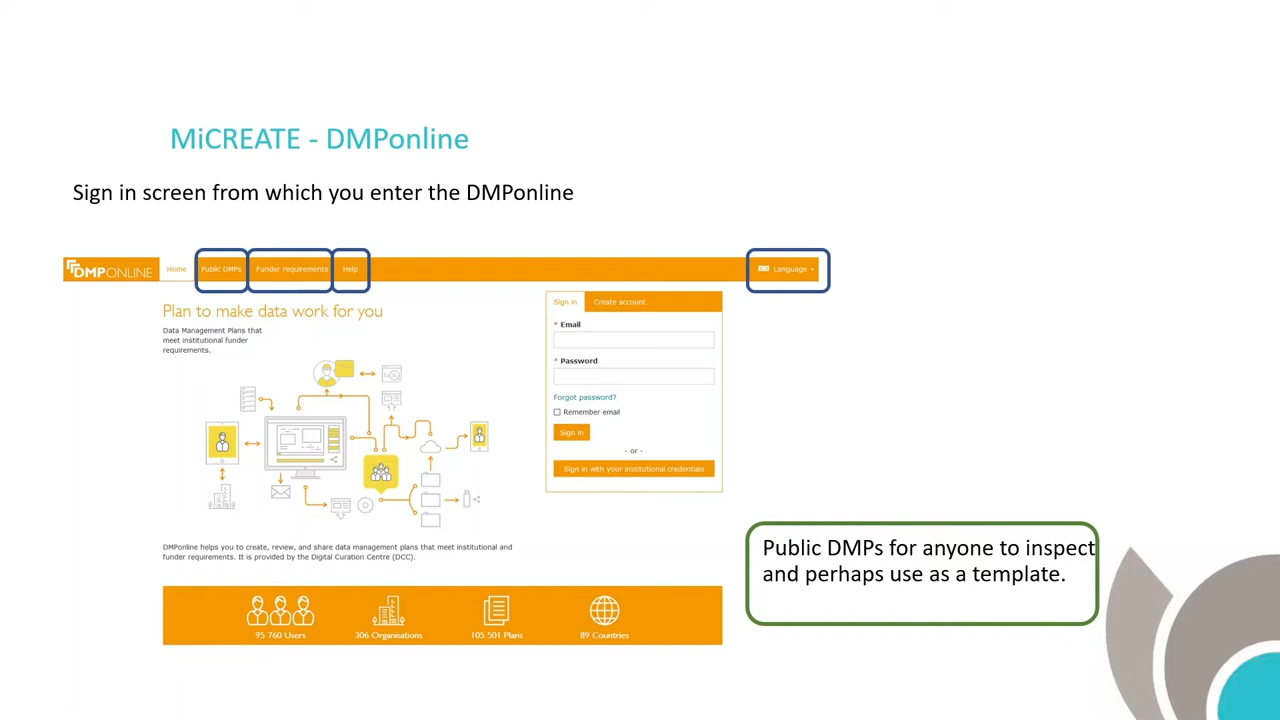 MiCREATE - DMPonline
Sign in screen from which you enter the DMPonline
DMPONLINE Home Public DMPs Funder requirements Help Language
Plan to make data work for you
Data Management Plans that
meet institutional funder
requirements.
Sign in Create account
* Email
* Password
Forgot password?
Remember email
Sign in
- or -
Sign in with your institutional credentials
DMPonline helps you to create, review, and share data management plans that meet institutional and
funder requirements. It is provided by the Digital Curation Centre (DCC).
95 760 Users 306 Organisations 105 501 Plans 89 Countries
Public DMPs for anyone to inspect
and perhaps use as a template.